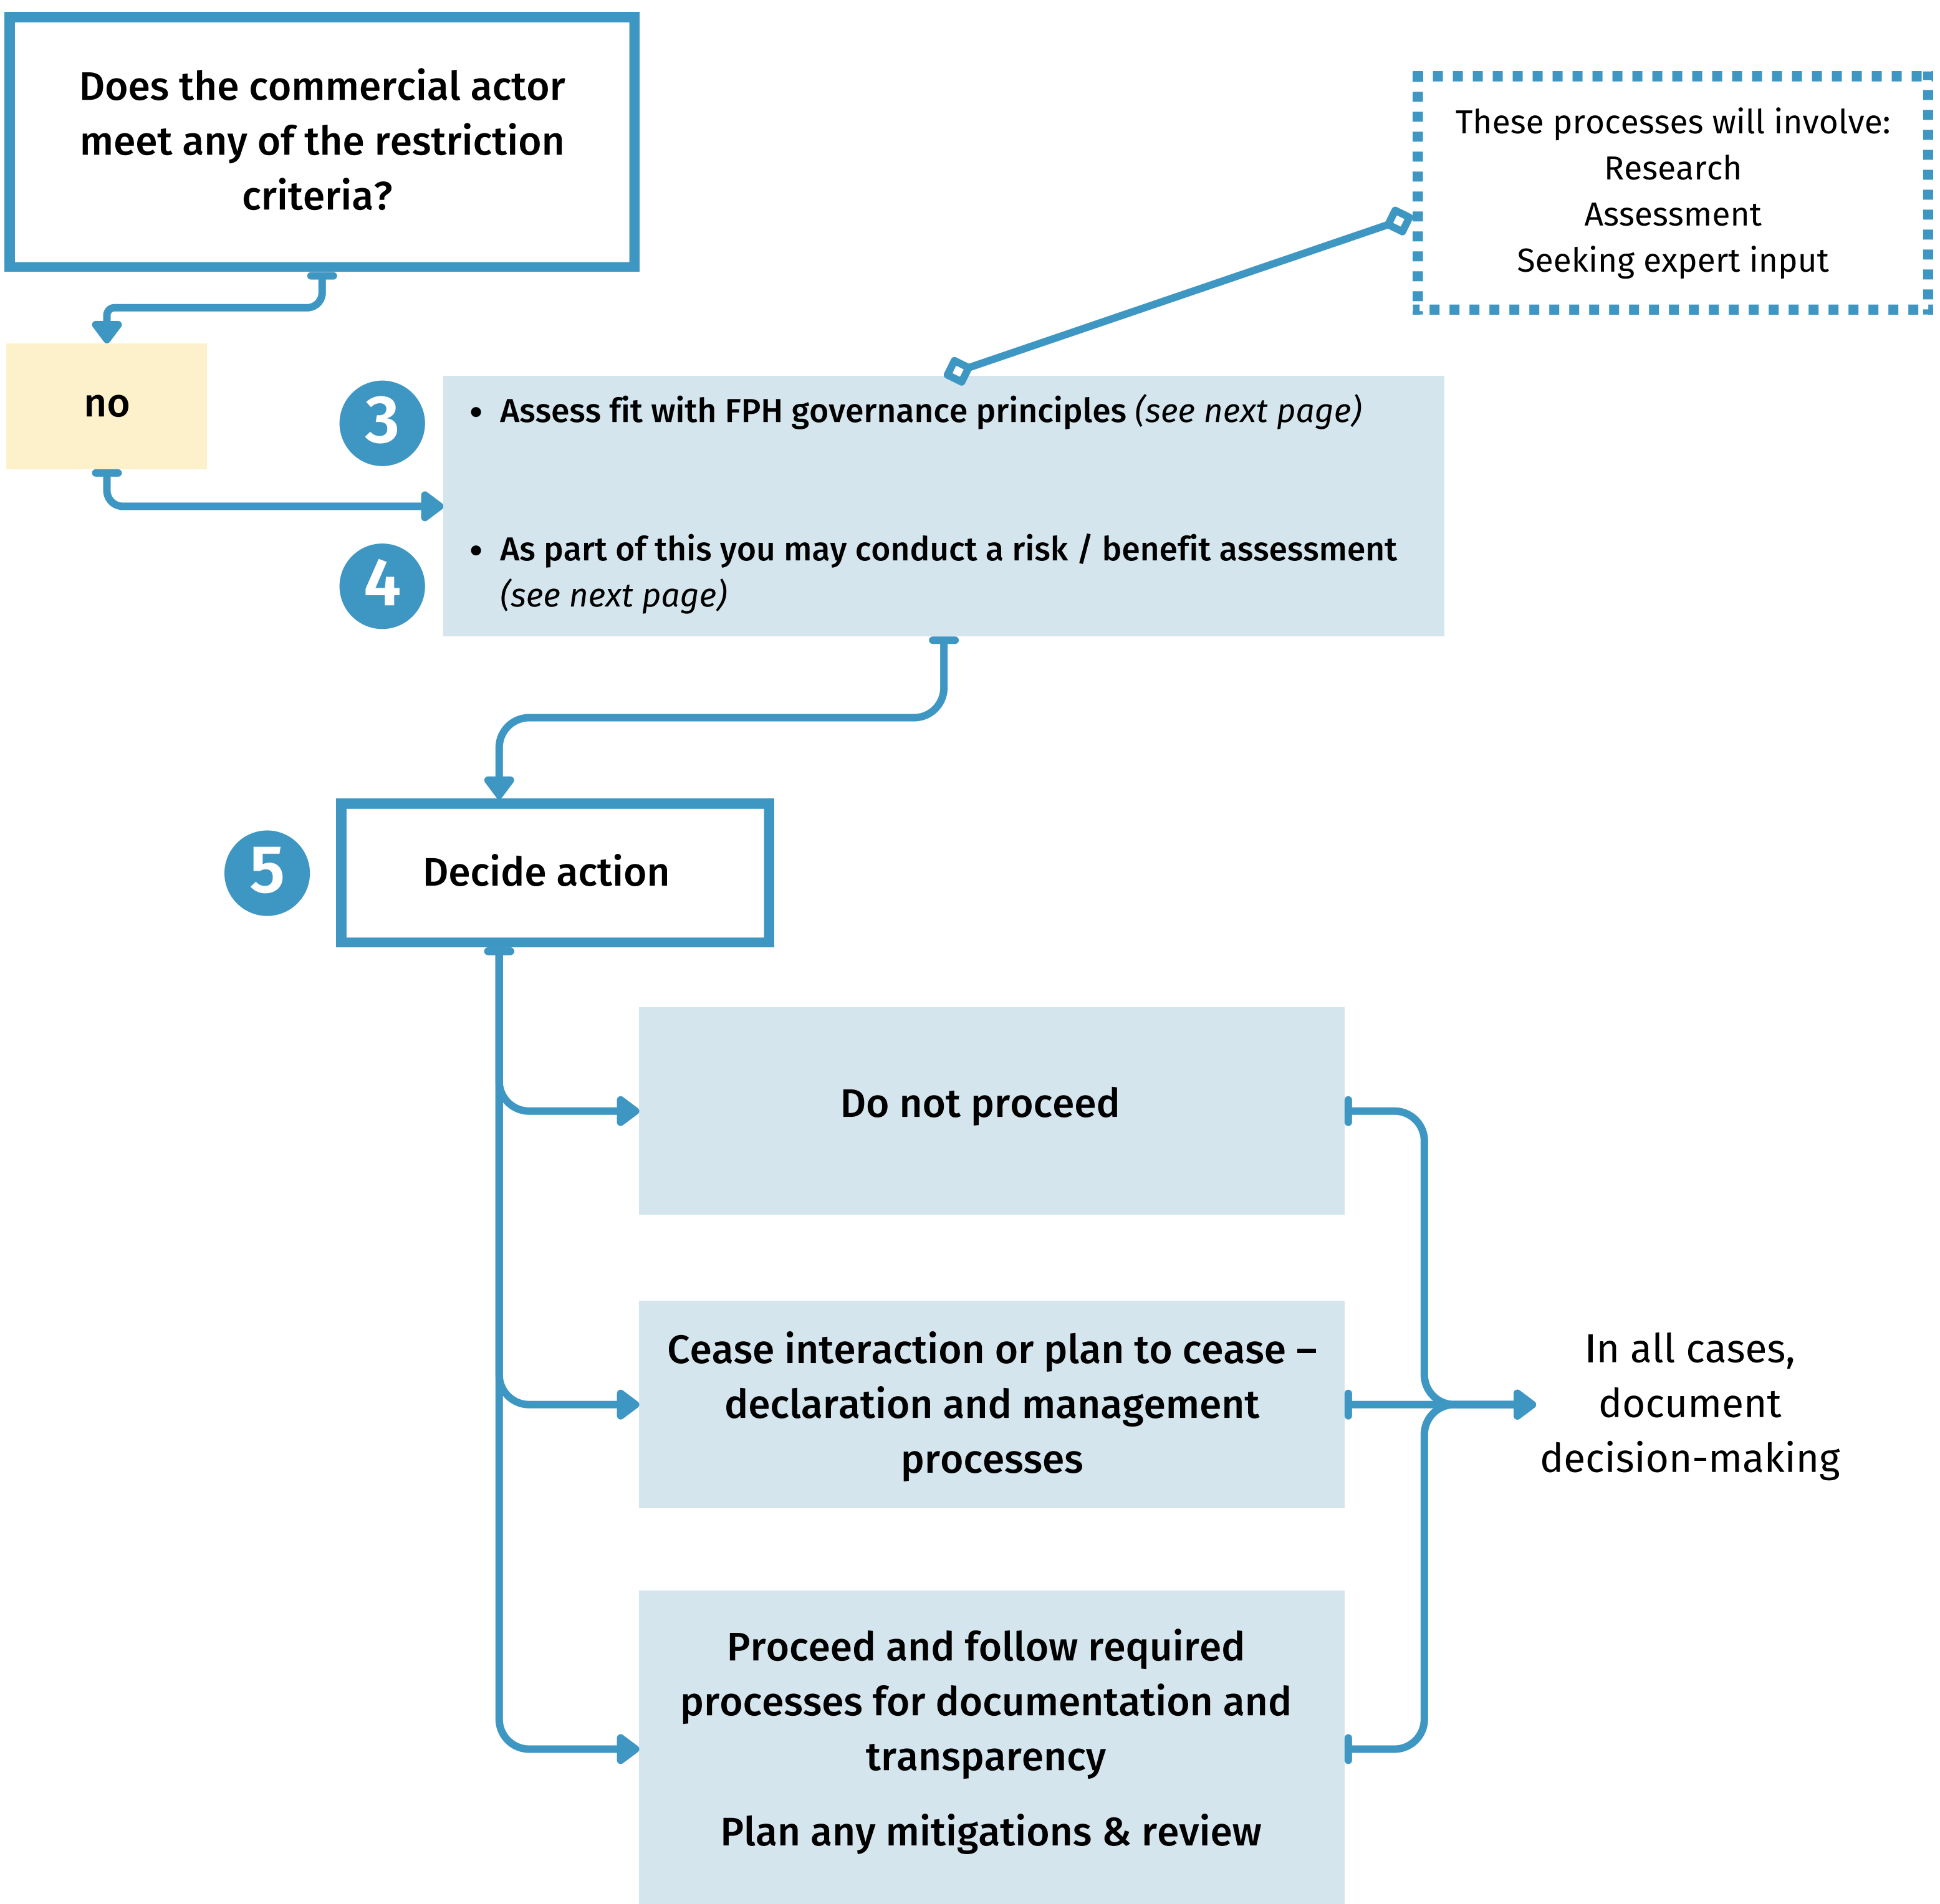 Does the commercial actor
meet any of the restriction
criteria?
These processes will involve:
Research
Assessment
Seeking expert input
no
3
• Assess fit with FPH governance principles (see next page)
4
• As part of this you may conduct a risk / benefit assessment
(see next page)
5
Decide action
Do not proceed
Cease interaction or plan to cease –
declaration and management
processes
In all cases,
document
decision-making
Proceed and follow required
processes for documentation and
transparency
Plan any mitigations & review